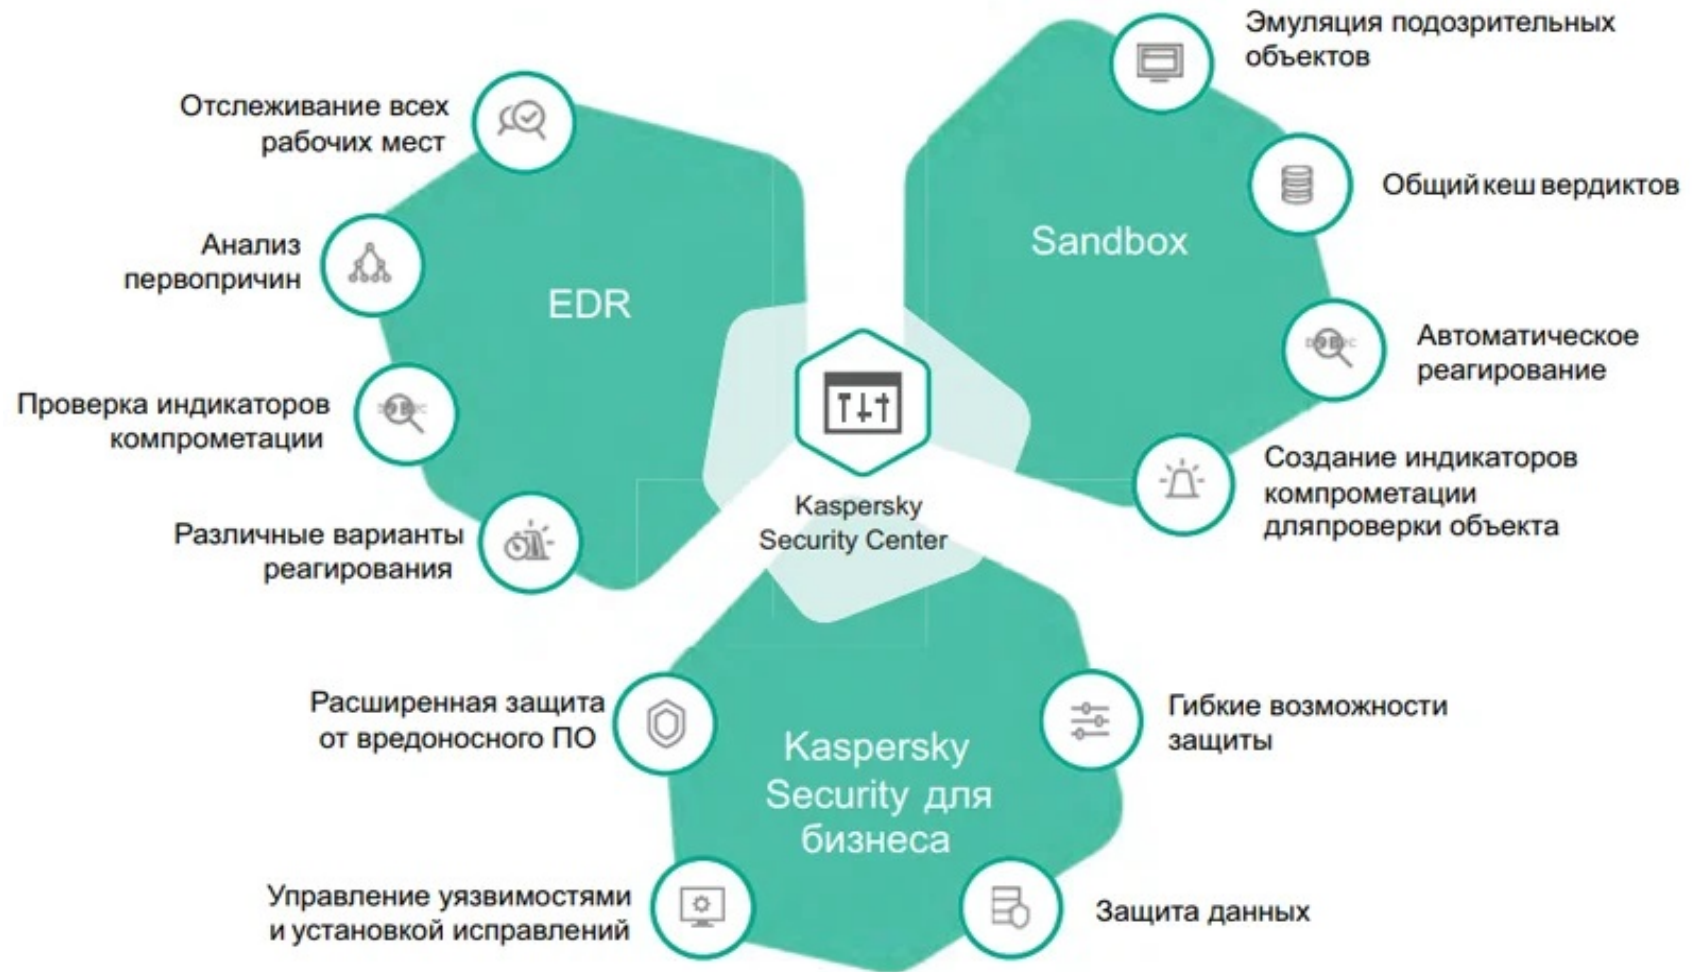 Отслеживание всех
рабочих мест
Анализ
первопричин
EDR
Проверка индикаторов
компрометации
Различные варианты
реагирования
Эмуляция подозрительных
объектов
Общий кеш вердиктов
Sandbox
Автоматическое
реагирование
Создание индикаторов
компрометации
дляпроверки объекта
Kaspersky
Security Center
Расширенная защита
от вредоносного ПО
Kaspersky
Security для
бизнеса
Гибкие возможности
защиты
Управление уязвимостями
и установкой исправлений
Защита данных